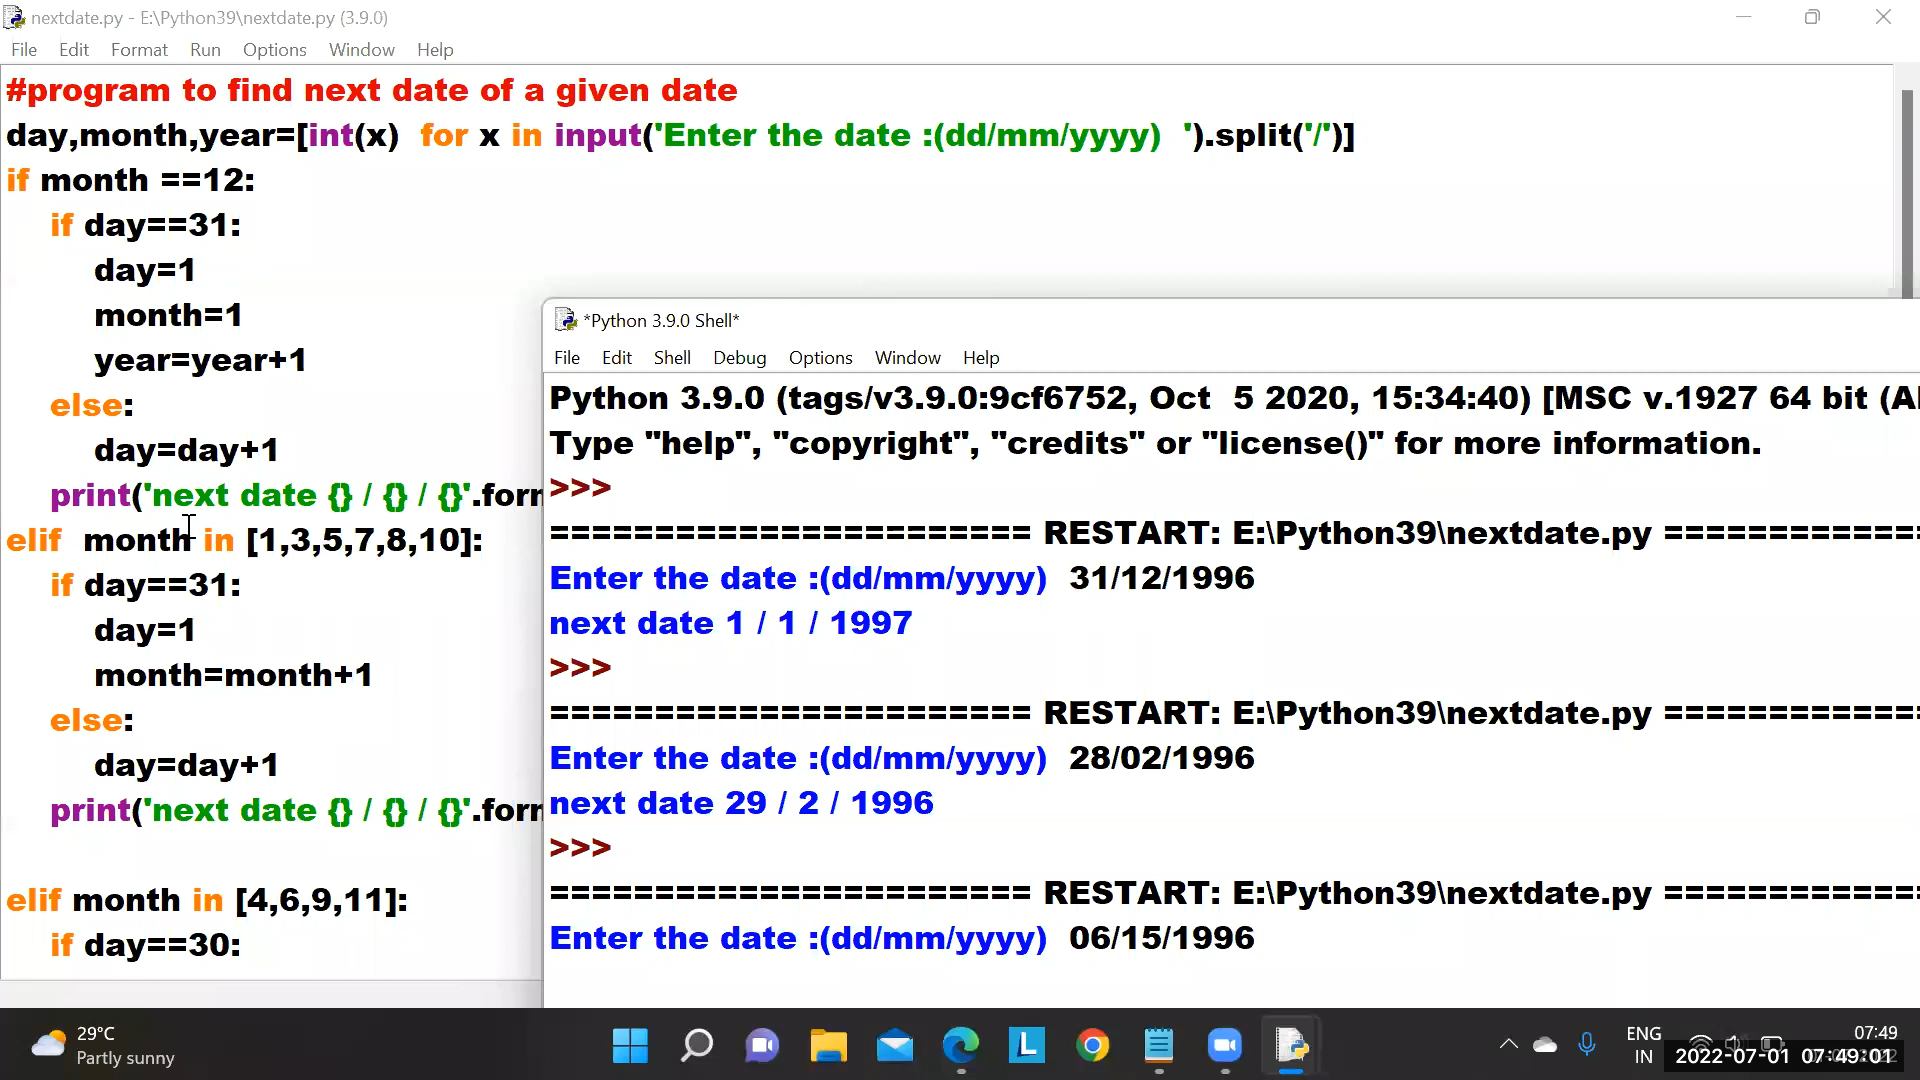 nextdate.py - E:\Python39\nextdate.py (3.9.0)
File Edit Format Run Options Window Help
#program to find next date of a given date
day,month,year=[int(x)  for x in input('Enter the date :(dd/mm/yyyy)  ').split('/')]
if month ==12:
    if day==31:
        day=1
        month=1
        year=year+1
    else:
        day=day+1
    print('next date {} / {} / {}'.form
elif  month in [1,3,5,7,8,10]:
    if day==31:
        day=1
        month=month+1
    else:
        day=day+1
    print('next date {} / {} / {}'.form
elif month in [4,6,9,11]:
    if day==30:
*Python 3.9.0 Shell*
File Edit Shell Debug Options Window Help
Python 3.9.0 (tags/v3.9.0:9cf6752, Oct  5 2020, 15:34:40) [MSC v.1927 64 bit (A
Type "help", "copyright", "credits" or "license()" for more information.
>>>
======================= RESTART: E:\Python39\nextdate.py =============
Enter the date :(dd/mm/yyyy)  31/12/1996
next date 1 / 1 / 1997
>>>
======================= RESTART: E:\Python39\nextdate.py =============
Enter the date :(dd/mm/yyyy)  28/02/1996
next date 29 / 2 / 1996
>>>
======================= RESTART: E:\Python39\nextdate.py =============
Enter the date :(dd/mm/yyyy)  06/15/1996
29°C
Partly sunny
L
ENG
IN
07:49
2022-07-01 07:49:01